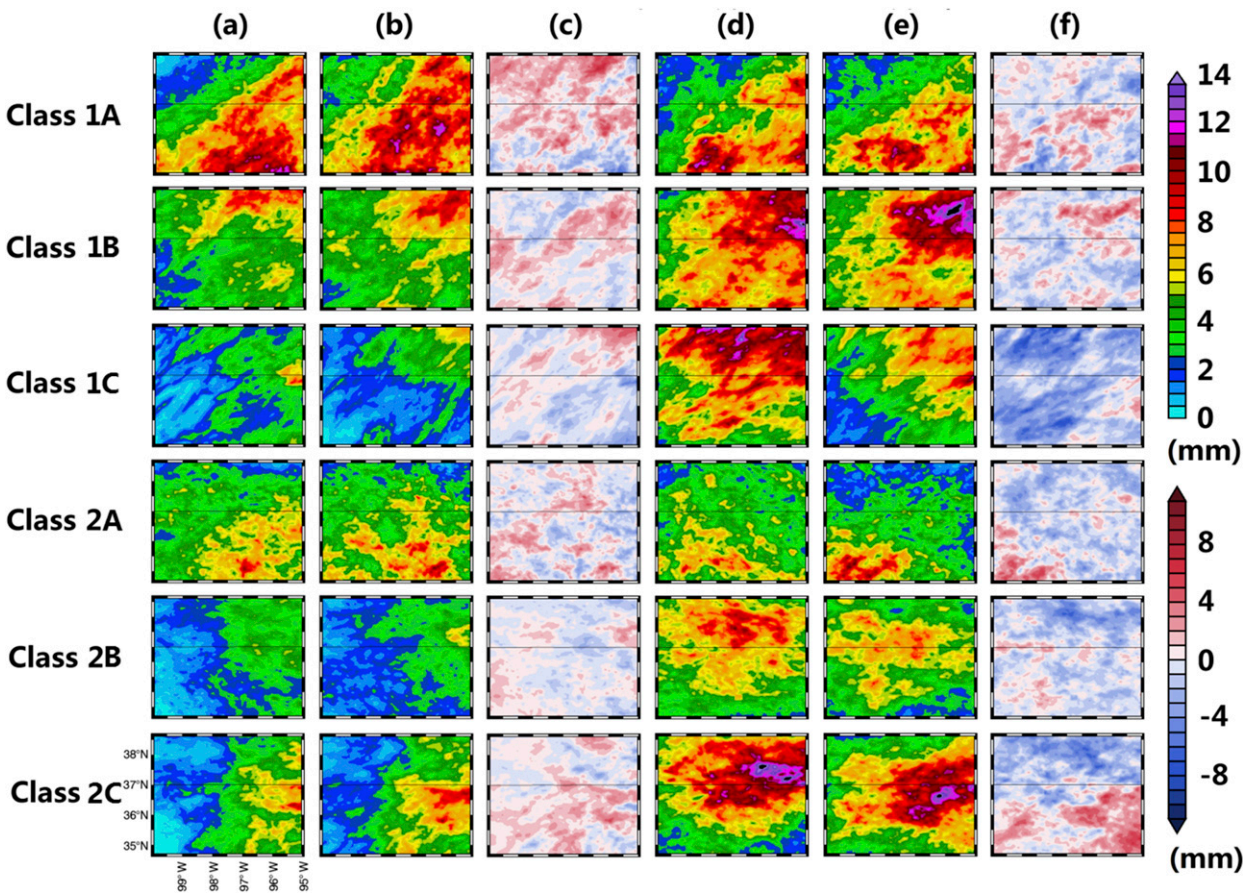 (a) (b) (c) (d) (e) (f)
Class 1A
Class 1B
Class 1C
Class 2A
Class 2B
Class 2C
38°N
37°N
36°N
35°N
99°W 98°W 97°W 96°W 95°W
14
12
10
8
6
4
2
0
(mm)
8
4
0
-4
-8
(mm)